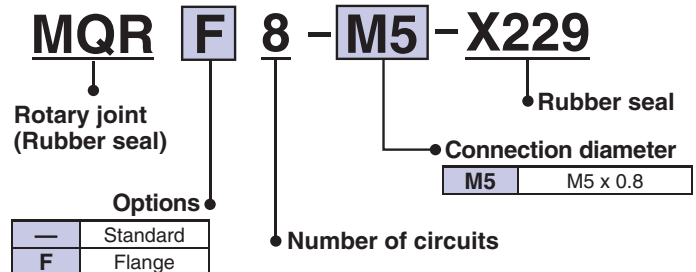 MQR F 8 - M5 - X229
Rotary joint
(Rubber seal)
Rubber seal
Connection diameter
M5 M5 x 0.8
Options
— Standard
F Flange
Number of circuits